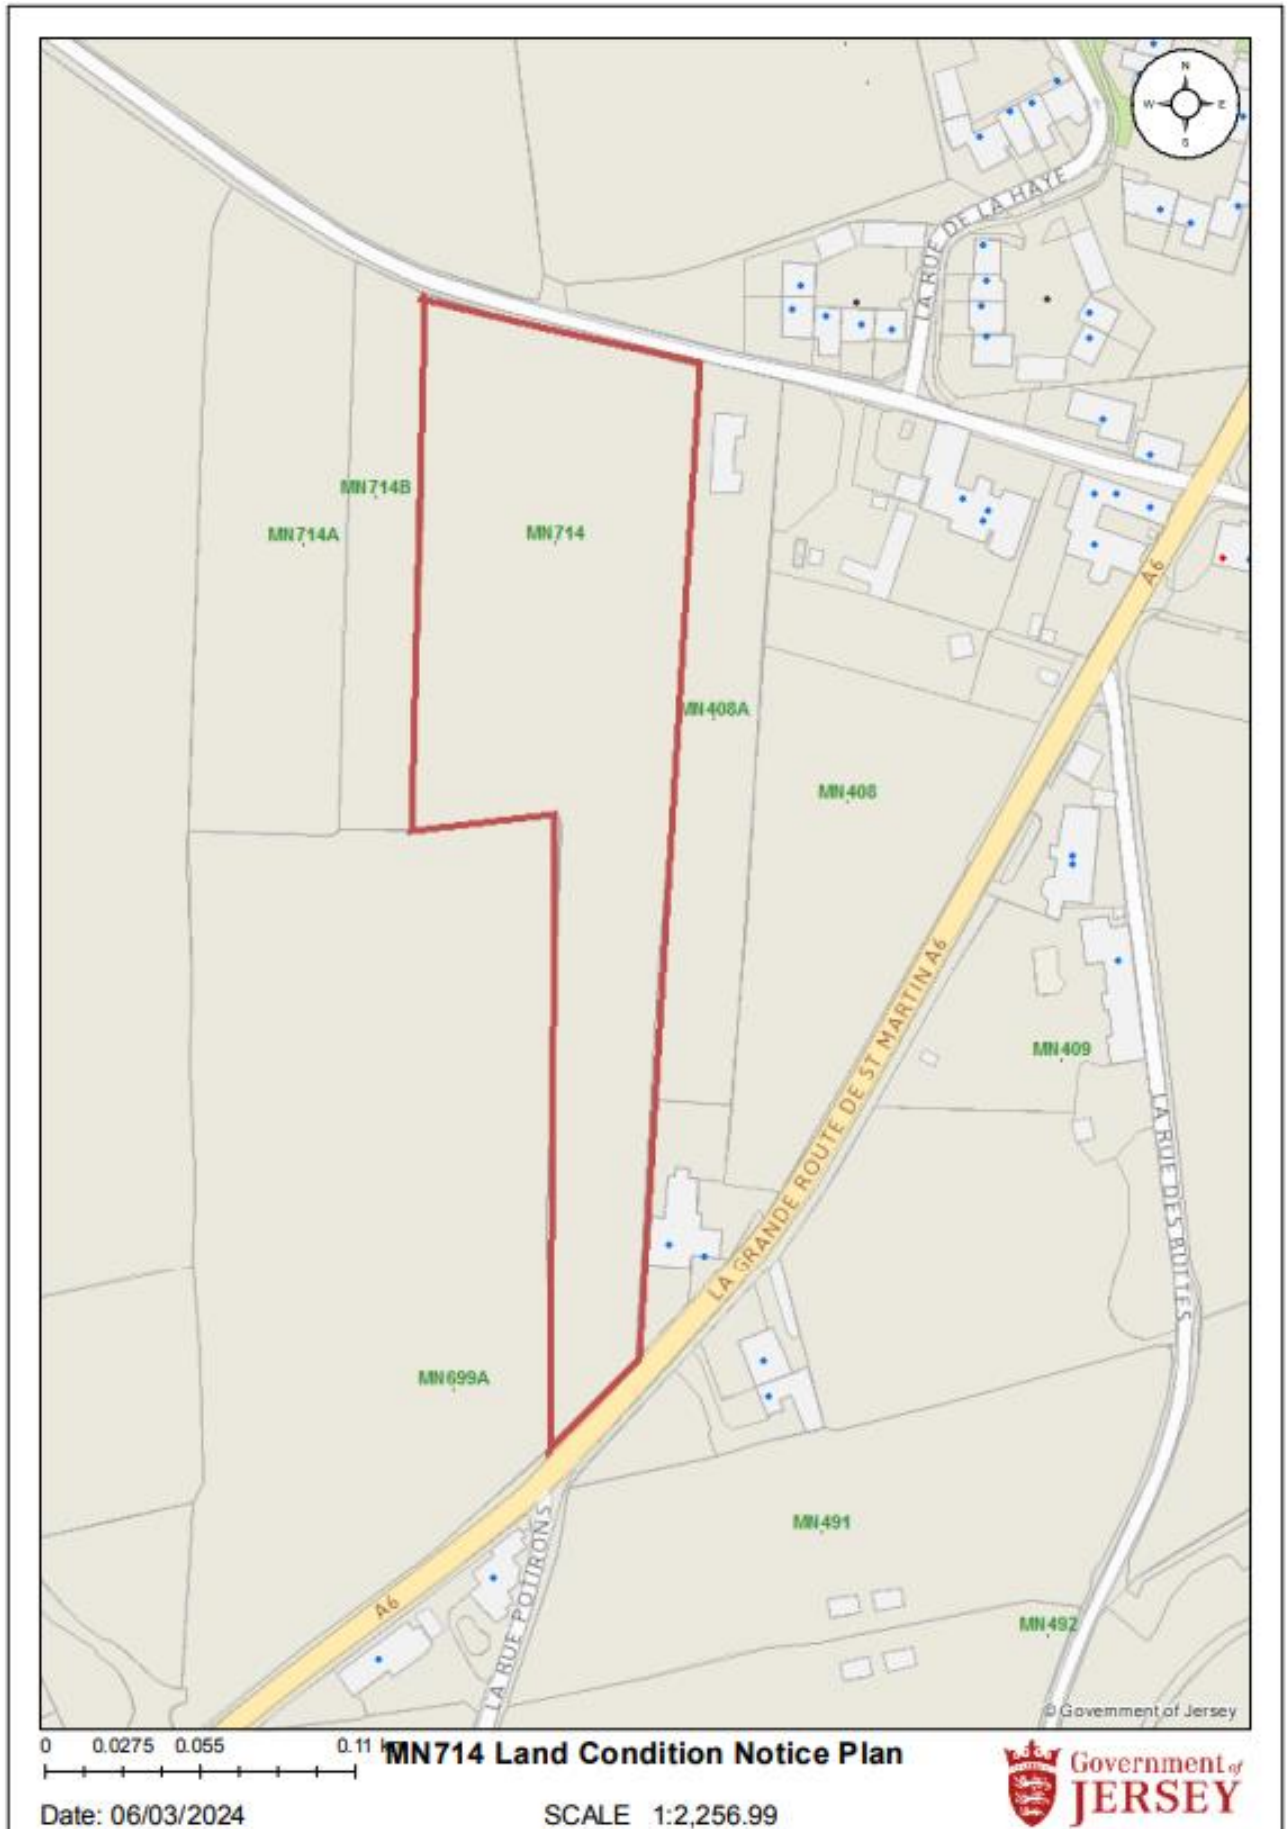 N
W
E
S
LA RUE DE LA HAYE
MN714B
MN714A
MN714
A6
MN408A
MN408
LA GRANDE ROUTE DE ST MARTIN A6
MN409
LA RUE DES RUTTES
MN699A
MN491
LA RUE POUIRONS
A6
MN492
© Government of Jersey
0 0.0275 0.055 0.11
MN714 Land Condition Notice Plan
Government of
JERSEY
Date: 06/03/2024
SCALE 1:2,256.99